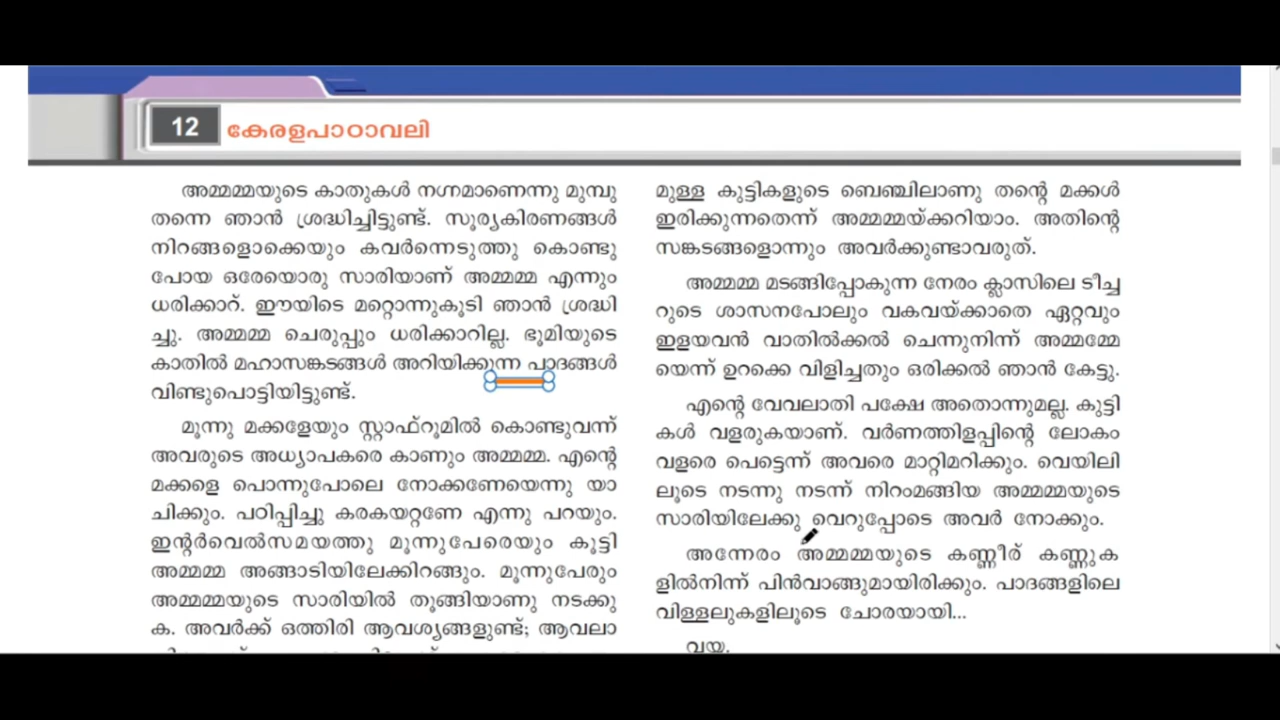 12 കേരളപാഠാവലി
അമ്മമ്മയുടെ കാതുകൾ നഗ്നമാണെന്നു മുമ്പു
തന്നെ ഞാൻ ശ്രദ്ധിച്ചിട്ടുണ്ട്. സൂര്യകിരണങ്ങൾ
നിറങ്ങളൊക്കെയും കവർന്നെടുത്തു കൊണ്ടു
പോയ ഒരേയൊരു സാരിയാണ് അമ്മമ്മ എന്നും
ധരിക്കാറ്. ഈയിടെ മറ്റൊന്നുകൂടി ഞാൻ ശ്രദ്ധി
ച്ചു. അമ്മമ്മ ചെരുപ്പും ധരിക്കാറില്ല. ഭൂമിയുടെ
കാതിൽ മഹാസങ്കടങ്ങൾ അറിയിക്കുന്ന പാദങ്ങൾ
വിണ്ടുപൊട്ടിയിട്ടുണ്ട്.
മൂന്നു മക്കളേയും സ്റ്റാഫ്റൂമിൽ കൊണ്ടുവന്ന്
അവരുടെ അധ്യാപകരെ കാണും അമ്മമ്മ. എന്റെ
മക്കളെ പൊന്നുപോലെ നോക്കണേയെന്നു യാ
ചിക്കും. പഠിപ്പിച്ചു കരകയറ്റണേ എന്നു പറയും.
ഇന്റർവെൽസമയത്തു മൂന്നുപേരെയും കൂട്ടി
അമ്മമ്മ അങ്ങാടിയിലേക്കിറങ്ങും. മൂന്നുപേരും
അമ്മമ്മയുടെ സാരിയിൽ തൂങ്ങിയാണു നടക്കു
ക. അവർക്ക് ഒത്തിരി ആവശ്യങ്ങളുണ്ട്; ആവലാ
മുള്ള കുട്ടികളുടെ ബെഞ്ചിലാണു തന്റെ മക്കൾ
ഇരിക്കുന്നതെന്ന് അമ്മമ്മയ്ക്കറിയാം. അതിന്റെ
സങ്കടങ്ങളൊന്നും അവർക്കുണ്ടാവരുത്.
അമ്മമ്മ മടങ്ങിപ്പോകുന്ന നേരം ക്ലാസിലെ ടീച്ച
റുടെ ശാസനപോലും വകവയ്ക്കാതെ ഏറ്റവും
ഇളയവൻ വാതിൽക്കൽ ചെന്നുനിന്ന് അമ്മമ്മേ
യെന്ന് ഉറക്കെ വിളിച്ചതും ഒരിക്കൽ ഞാൻ കേട്ടു.
എന്റെ വേവലാതി പക്ഷേ അതൊന്നുമല്ല. കുട്ടി
കൾ വളരുകയാണ്. വർണത്തിളപ്പിന്റെ ലോകം
വളരെ പെട്ടെന്ന് അവരെ മാറ്റിമറിക്കും. വെയിലി
ലൂടെ നടന്നു നടന്ന് നിറംമങ്ങിയ അമ്മമ്മയുടെ
സാരിയിലേക്കു വെറുപ്പോടെ അവർ നോക്കും.
അന്നേരം അമ്മമ്മയുടെ കണ്ണീര് കണ്ണുക
ളിൽനിന്ന് പിൻവാങ്ങുമായിരിക്കും. പാദങ്ങളിലെ
വിള്ളലുകളിലൂടെ ചോരയായി...
വയ.